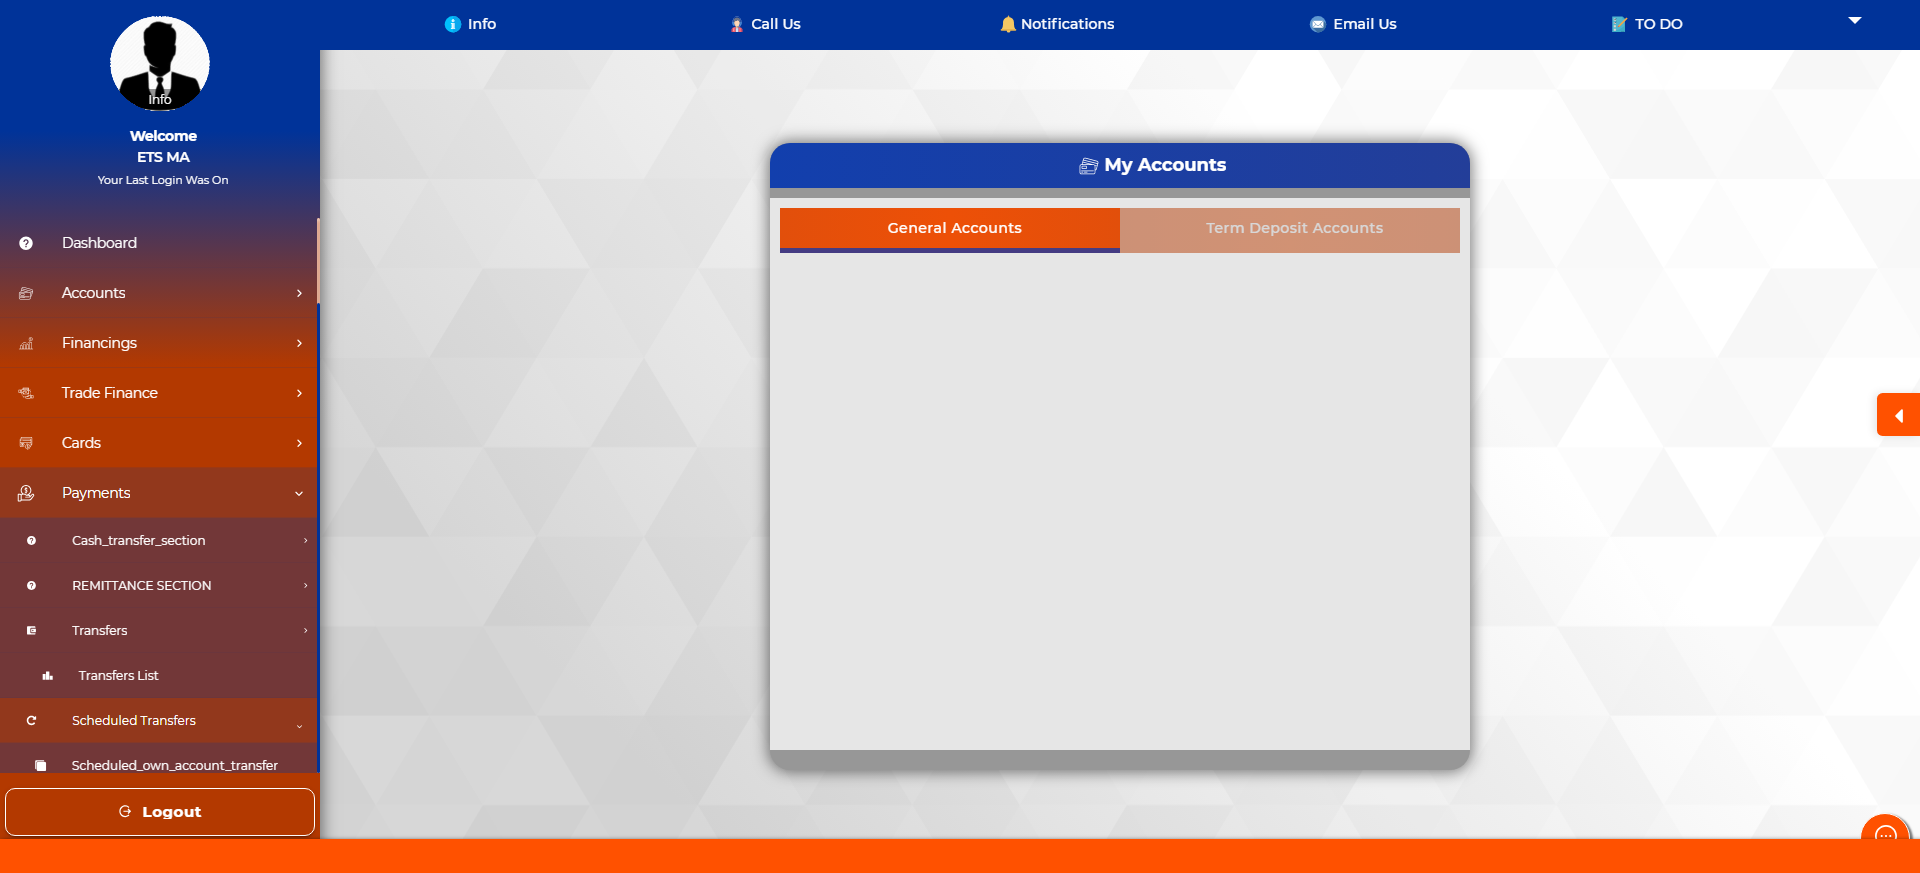 Info
Call Us
Notifications
Email Us
TO DO
Info
Welcome
ETS MA
Your Last Login Was On
Dashboard
Accounts
Financings
Trade Finance
Cards
Payments
Cash_transfer_section
REMITTANCE SECTION
Transfers
Transfers List
Scheduled Transfers
Scheduled_own_account_transfer
Logout
My Accounts
General Accounts
Term Deposit Accounts